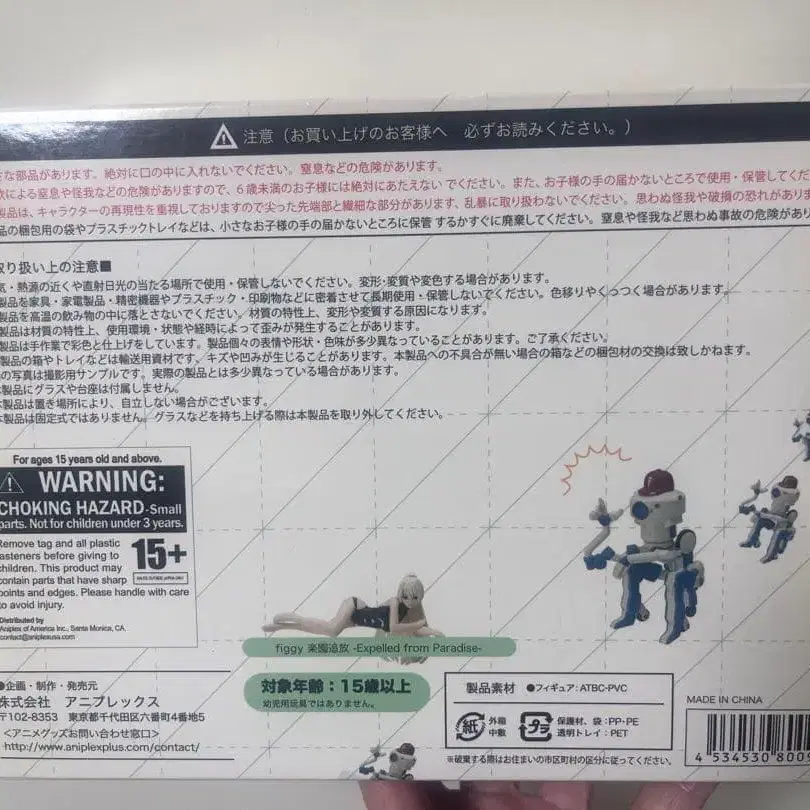 注意（お買い上げのお客様へ　必ずお読みください。）
な部品があります。絶対に口の中に入れないでください。窒息などの危険があります。
による窒息や怪我などの危険がありますので、6歳未満のお子様には絶対にあたえない でください。また、お子様の手の届かないところで使用・保管してくだ
製品は、キャラクターの再現性を重視しておりますので尖った先端部と繊細な部分があります、乱暴に取り扱わないでください。思わぬ怪我や破損の恐れがありま
品の梱包用の袋やプラスチックトレイなどは、小さなお子様の手の届かないところに保管 するかすぐに廃棄してください。窒息や怪我など思わぬ事故の危険があ
取り扱い上の注意■
気・熱源の近くや直射日光の当たる場所で使用・保管しないでください。変形・変質や変色する場合があります。
製品を家具・家電製品・精密機器やプラスチック・印刷物などに密着させて長期使用・保管しないでください。色移りやくっつく場合があります。
製品を高温の飲み物の中に落とさないでください。材質の特性上、変形や変質する原因になります。
製品は材質の特性上、使用環境・状態や経時によって歪みが発生することがあります。
製品は手作業で彩色と仕上げをしています。製品個々の表情や形状・色味が多少異なっていることがあります。ご了承ください。
製品の箱やトレイなどは輸送用資材です。キズや凹みが生じることがあります。本製品への不具合が無い場合の箱などの梱包材の交換は致しかねます。
の写真は撮影用サンプルです。実際の製品とは多少異なっている場合があります。
製品にグラスや台座は付属しません。
本製品は置き場所により、自立しない場合がございます。
本製品は固定式ではありません。グラスなどを持ち上げる際は本製品を取り外してください。
For ages 15 years old and above.
WARNING:
CHOKING HAZARD-Small
parts. Not for children under 3 years.
Remove tag and all plastic
fasteners before giving to
children. This product may
contain parts that have sharp
points and edges. Please handle with care
to avoid injury.
15+
Distributed by
Aniplex of America Inc., Santa Monica, CA.
contact@aniplexusa.com
figgy 楽園追放 -Expelled from Paradise-
対象年齢：15歳以上
幼児用玩具ではありません。
●企画・制作・発売元
株式会社　アニプレックス
〒102-8353　東京都千代田区六番町4番地5
<アニメグッズお問い合わせ窓口>
http://www.aniplexplus.com/contact/
製品素材　●フィギュア：ATBC-PVC
紙
外箱
中敷
プラ
保護材、袋：PP・PE
透明トレイ：PET
※破棄する際はお住まいの市区町村の区分に従ってください。
MADE IN CHINA
4 534530 8009